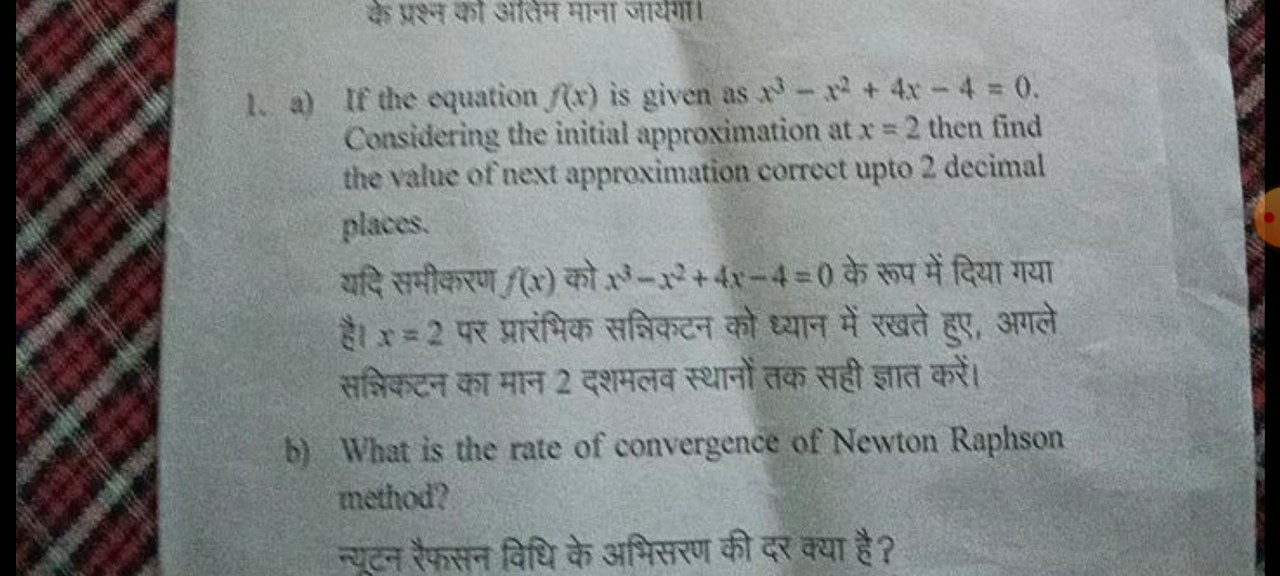 के प्रश्न को अंतिम माना जायेगा।
1. a) If the equation f(x) is given as x³ – x² + 4x – 4 = 0.
Considering the initial approximation at x = 2 then find
the value of next approximation correct upto 2 decimal
places.
यदि समीकरण f(x) को x³–x²+4x–4=0 के रूप में दिया गया
है। x = 2 पर प्रारंभिक सन्निकटन को ध्यान में रखते हुए, अगले
सन्निकटन का मान 2 दशमलव स्थानों तक सही ज्ञात करें।
b) What is the rate of convergence of Newton Raphson
method?
न्यूटन रैफसन विधि के अभिसरण की दर क्या है?